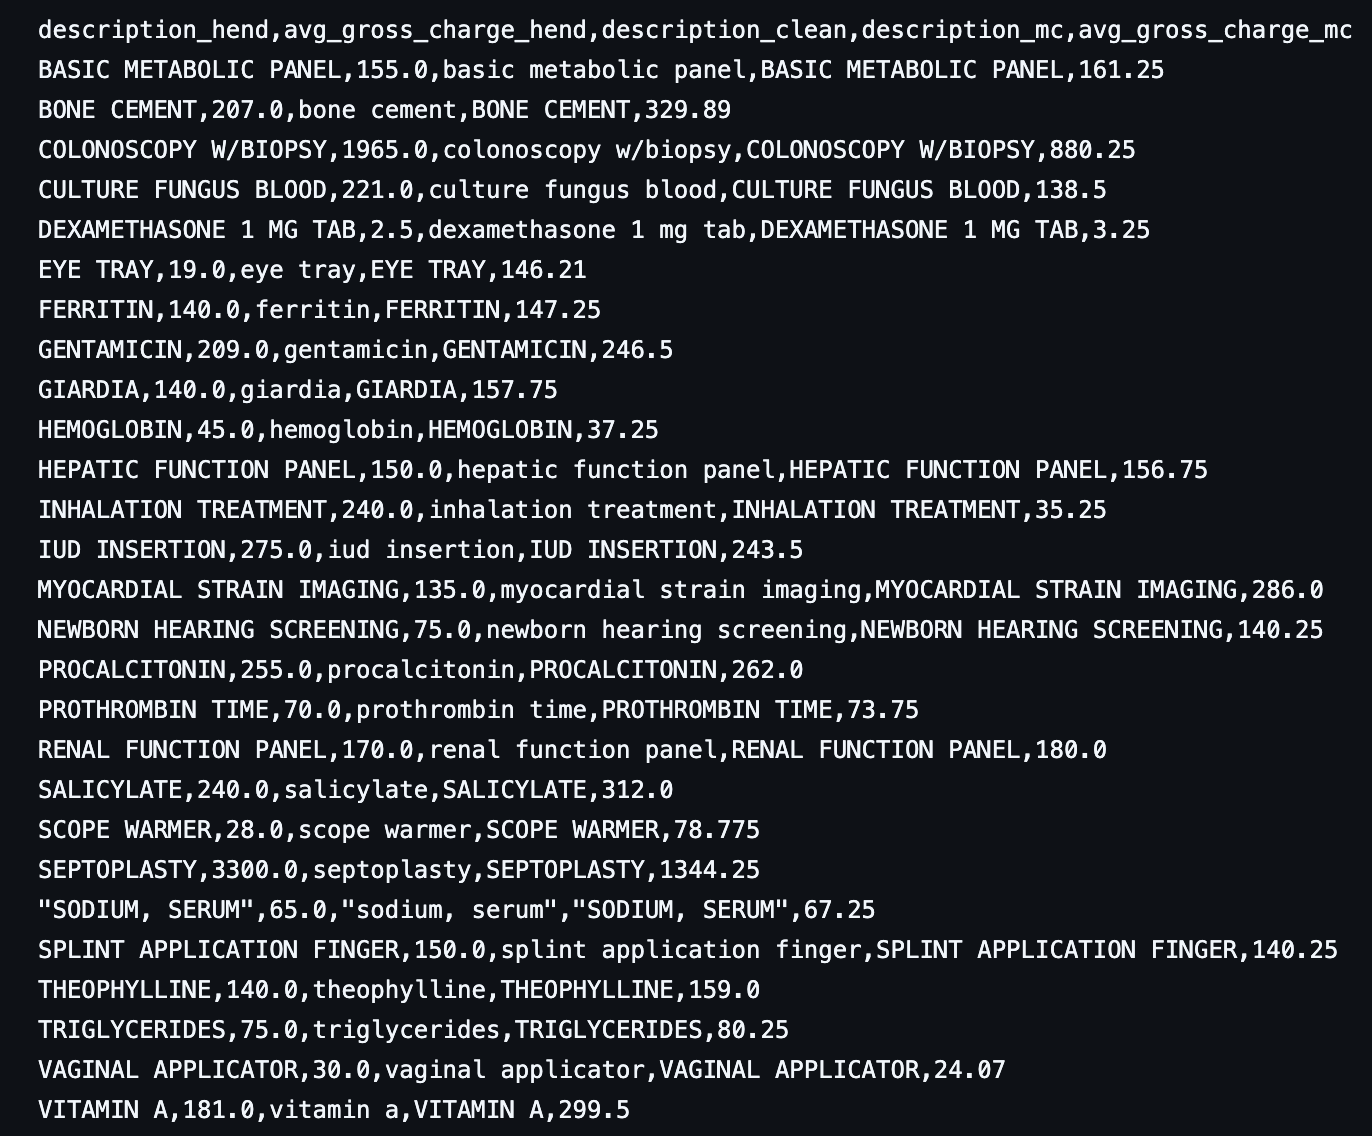 description_hend,avg_gross_charge_hend,description_clean,description_mc,avg_gross_charge_mc
BASIC METABOLIC PANEL,155.0,basic metabolic panel,BASIC METABOLIC PANEL,161.25
BONE CEMENT,207.0,bone cement,BONE CEMENT,329.89
COLONOSCOPY W/BIOPSY,1965.0,colonoscopy w/biopsy,COLONOSCOPY W/BIOPSY,880.25
CULTURE FUNGUS BLOOD,221.0,culture fungus blood,CULTURE FUNGUS BLOOD,138.5
DEXAMETHASONE 1 MG TAB,2.5,dexamethasone 1 mg tab,DEXAMETHASONE 1 MG TAB,3.25
EYE TRAY,19.0,eye tray,EYE TRAY,146.21
FERRITIN,140.0,ferritin,FERRITIN,147.25
GENTAMICIN,209.0,gentamicin,GENTAMICIN,246.5
GIARDIA,140.0,giardia,GIARDIA,157.75
HEMOGLOBIN,45.0,hemoglobin,HEMOGLOBIN,37.25
HEPATIC FUNCTION PANEL,150.0,hepatic function panel,HEPATIC FUNCTION PANEL,156.75
INHALATION TREATMENT,240.0,inhalation treatment,INHALATION TREATMENT,35.25
IUD INSERTION,275.0,iud insertion,IUD INSERTION,243.5
MYOCARDIAL STRAIN IMAGING,135.0,myocardial strain imaging,MYOCARDIAL STRAIN IMAGING,286.0
NEWBORN HEARING SCREENING,75.0,newborn hearing screening,NEWBORN HEARING SCREENING,140.25
PROCALCITONIN,255.0,procalcitonin,PROCALCITONIN,262.0
PROTHROMBIN TIME,70.0,prothrombin time,PROTHROMBIN TIME,73.75
RENAL FUNCTION PANEL,170.0,renal function panel,RENAL FUNCTION PANEL,180.0
SALICYLATE,240.0,salicylate,SALICYLATE,312.0
SCOPE WARMER,28.0,scope warmer,SCOPE WARMER,78.775
SEPTOPLASTY,3300.0,septoplasty,SEPTOPLASTY,1344.25
"SODIUM, SERUM",65.0,"sodium, serum","SODIUM, SERUM",67.25
SPLINT APPLICATION FINGER,150.0,splint application finger,SPLINT APPLICATION FINGER,140.25
THEOPHYLLINE,140.0,theophylline,THEOPHYLLINE,159.0
TRIGLYCERIDES,75.0,triglycerides,TRIGLYCERIDES,80.25
VAGINAL APPLICATOR,30.0,vaginal applicator,VAGINAL APPLICATOR,24.07
VITAMIN A,181.0,vitamin a,VITAMIN A,299.5